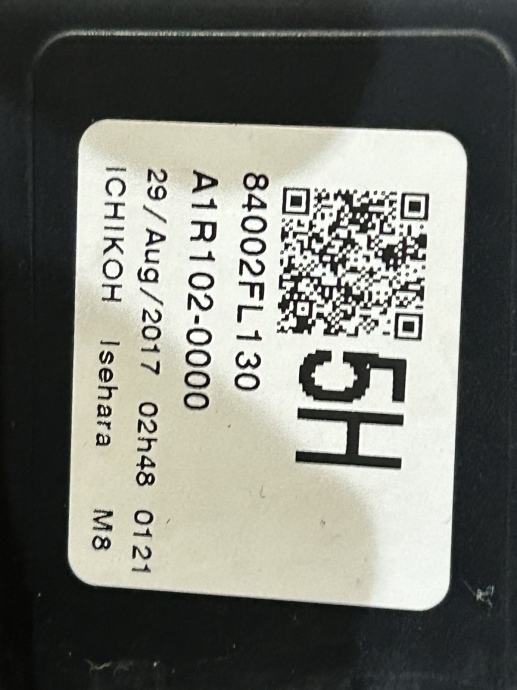 5H
84002FL130
A1R102-0000
29/Aug/2017 02h48 0121
ICHIKOH Isehara M8